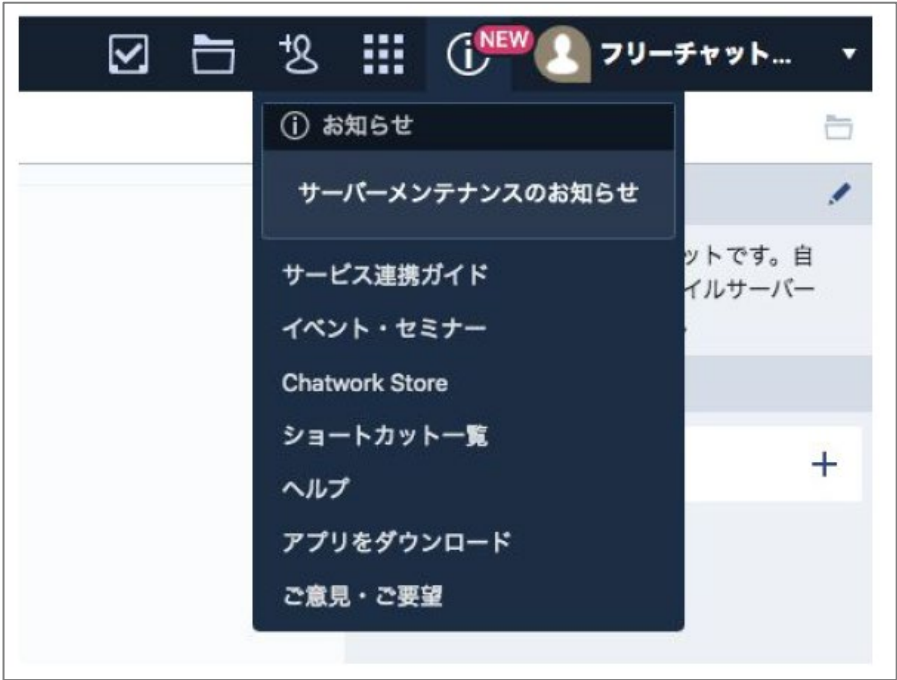 NEW
フリーチャット...
お知らせ
サーバーメンテナンスのお知らせ
ットです。自
イルサーバー
サービス連携ガイド
イベント・セミナー
Chatwork Store
ショートカット一覧
ヘルプ
アプリをダウンロード
ご意見・ご要望